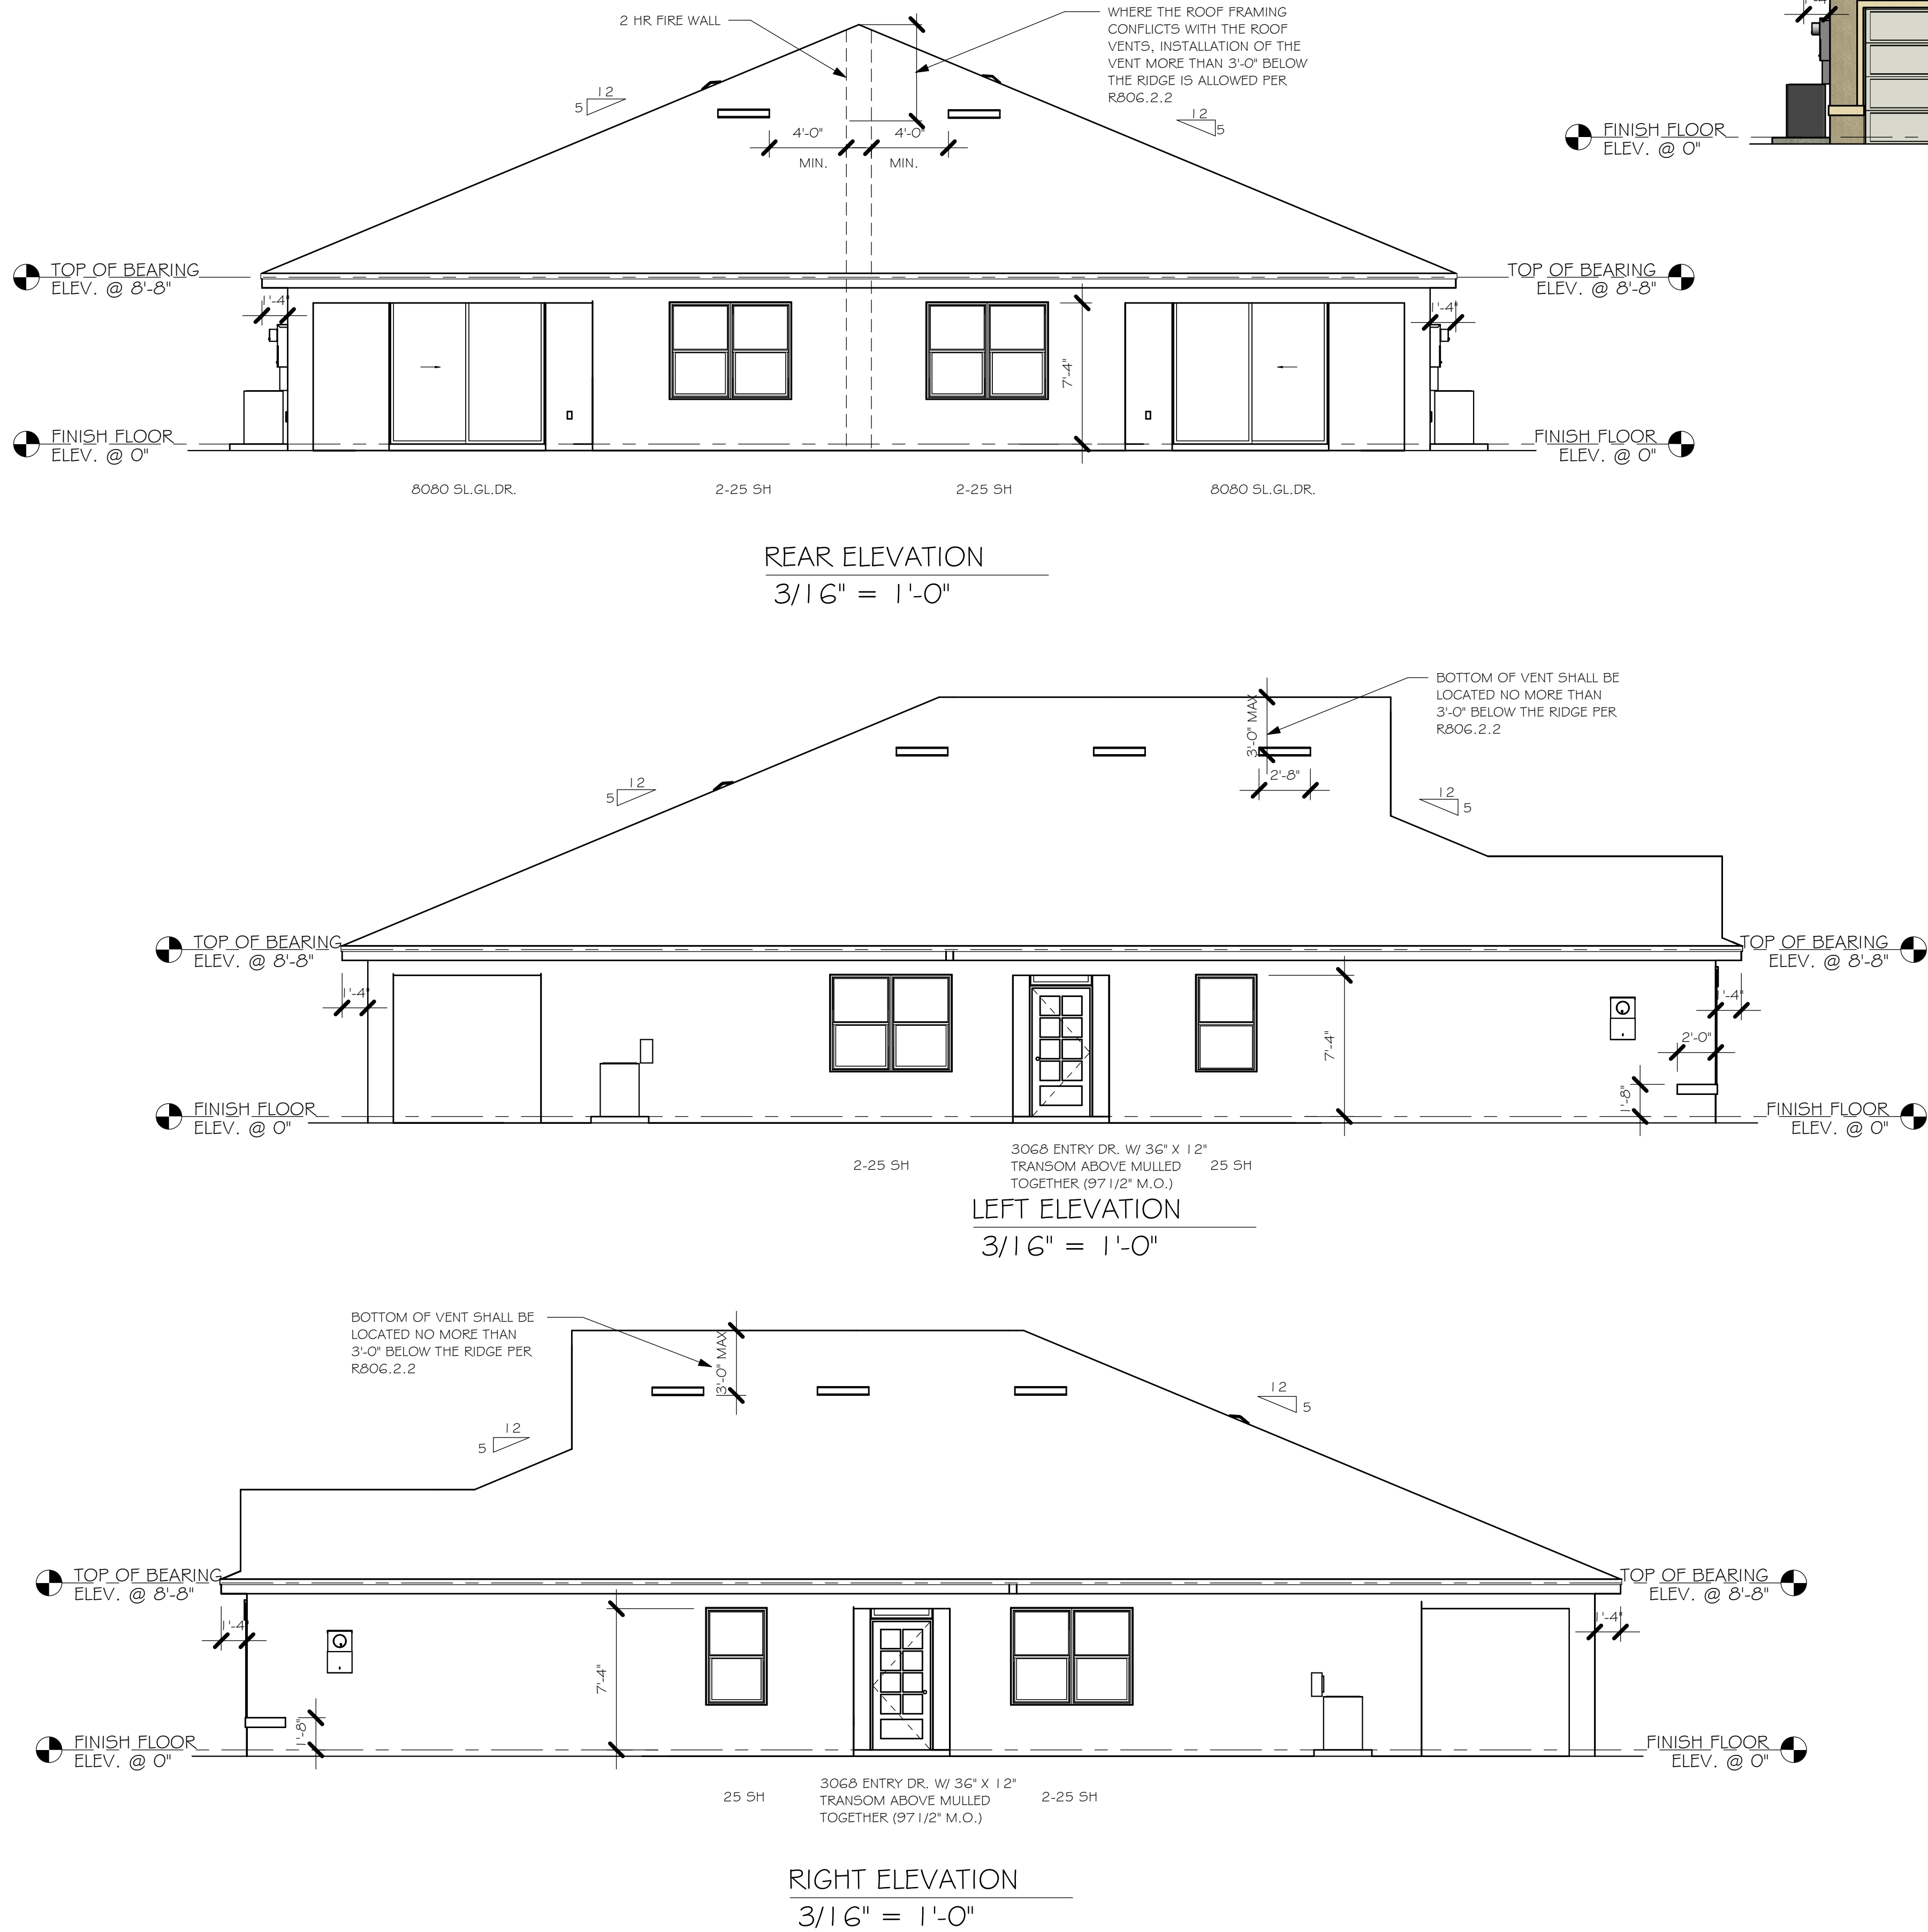 2 HR FIRE WALL
WHERE THE ROOF FRAMING
CONFLICTS WITH THE ROOF
VENTS, INSTALLATION OF THE
VENT MORE THAN 3'-0" BELOW
THE RIDGE IS ALLOWED PER
R806.2.2
12
5
12
5
4'-0"
MIN.
4'-0"
MIN.
FINISH FLOOR
ELEV. @ 0"
TOP OF BEARING
ELEV. @ 8'-8"
TOP OF BEARING
ELEV. @ 8'-8"
1'-4"
1'-4"
7'-4"
FINISH FLOOR
ELEV. @ 0"
FINISH FLOOR
ELEV. @ 0"
8080 SL.GL.DR.
2-25 SH
2-25 SH
8080 SL.GL.DR.
REAR ELEVATION
3/16" = 1'-0"
BOTTOM OF VENT SHALL BE
LOCATED NO MORE THAN
3'-0" BELOW THE RIDGE PER
R806.2.2
3'-0" MAX
2'-8"
12
5
12
5
TOP OF BEARING
ELEV. @ 8'-8"
TOP OF BEARING
ELEV. @ 8'-8"
1'-4"
1'-4"
7'-4"
2'-0"
1'-8"
FINISH FLOOR
ELEV. @ 0"
FINISH FLOOR
ELEV. @ 0"
2-25 SH
3068 ENTRY DR. W/ 36" X 12"
TRANSOM ABOVE MULLED
TOGETHER (97 1/2" M.O.)
25 SH
LEFT ELEVATION
3/16" = 1'-0"
BOTTOM OF VENT SHALL BE
LOCATED NO MORE THAN
3'-0" BELOW THE RIDGE PER
R806.2.2
3'-0" MAX
12
5
12
5
TOP OF BEARING
ELEV. @ 8'-8"
TOP OF BEARING
ELEV. @ 8'-8"
1'-4"
1'-4"
7'-4"
1'-8"
FINISH FLOOR
ELEV. @ 0"
FINISH FLOOR
ELEV. @ 0"
25 SH
3068 ENTRY DR. W/ 36" X 12"
TRANSOM ABOVE MULLED
TOGETHER (97 1/2" M.O.)
2-25 SH
RIGHT ELEVATION
3/16" = 1'-0"